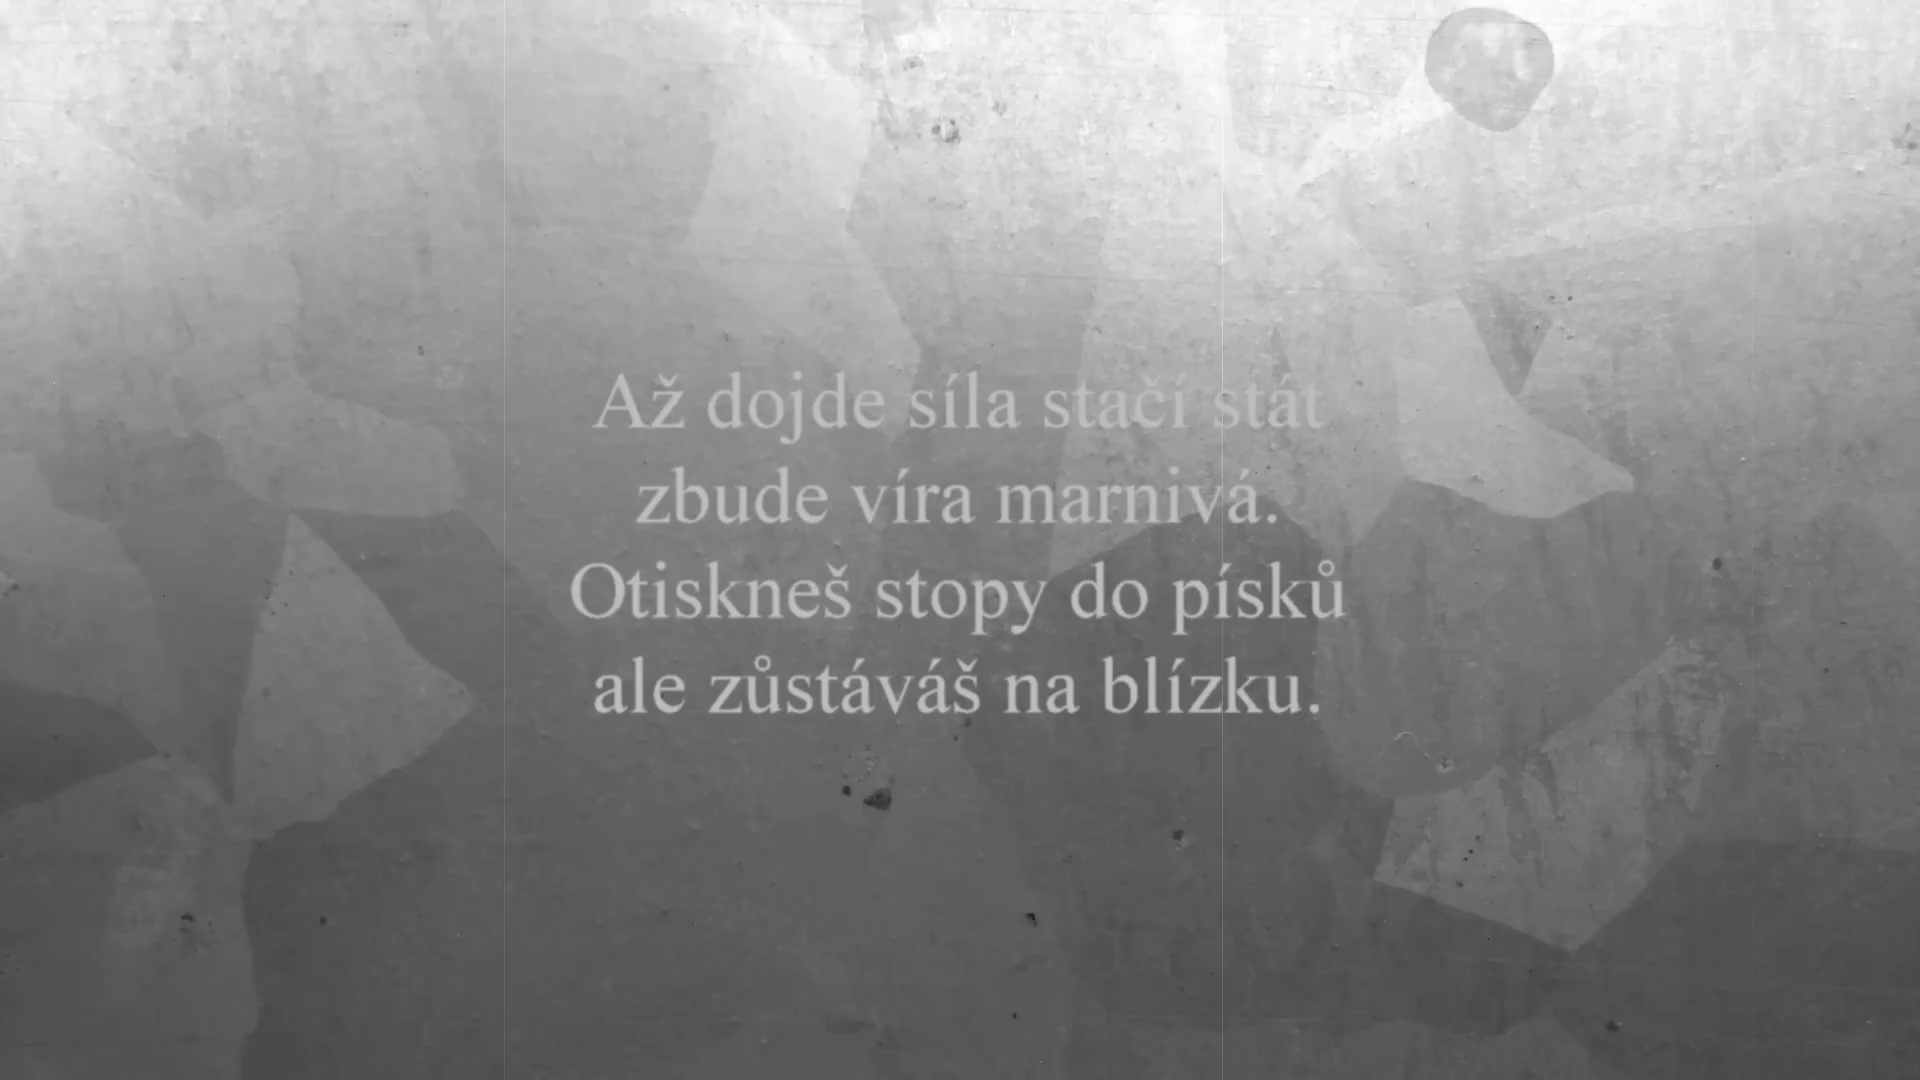 Až dojde síla stačí stát
zbude víra marnivá.
Otiskneš stopy do písků
ale zůstáváš na blízku.